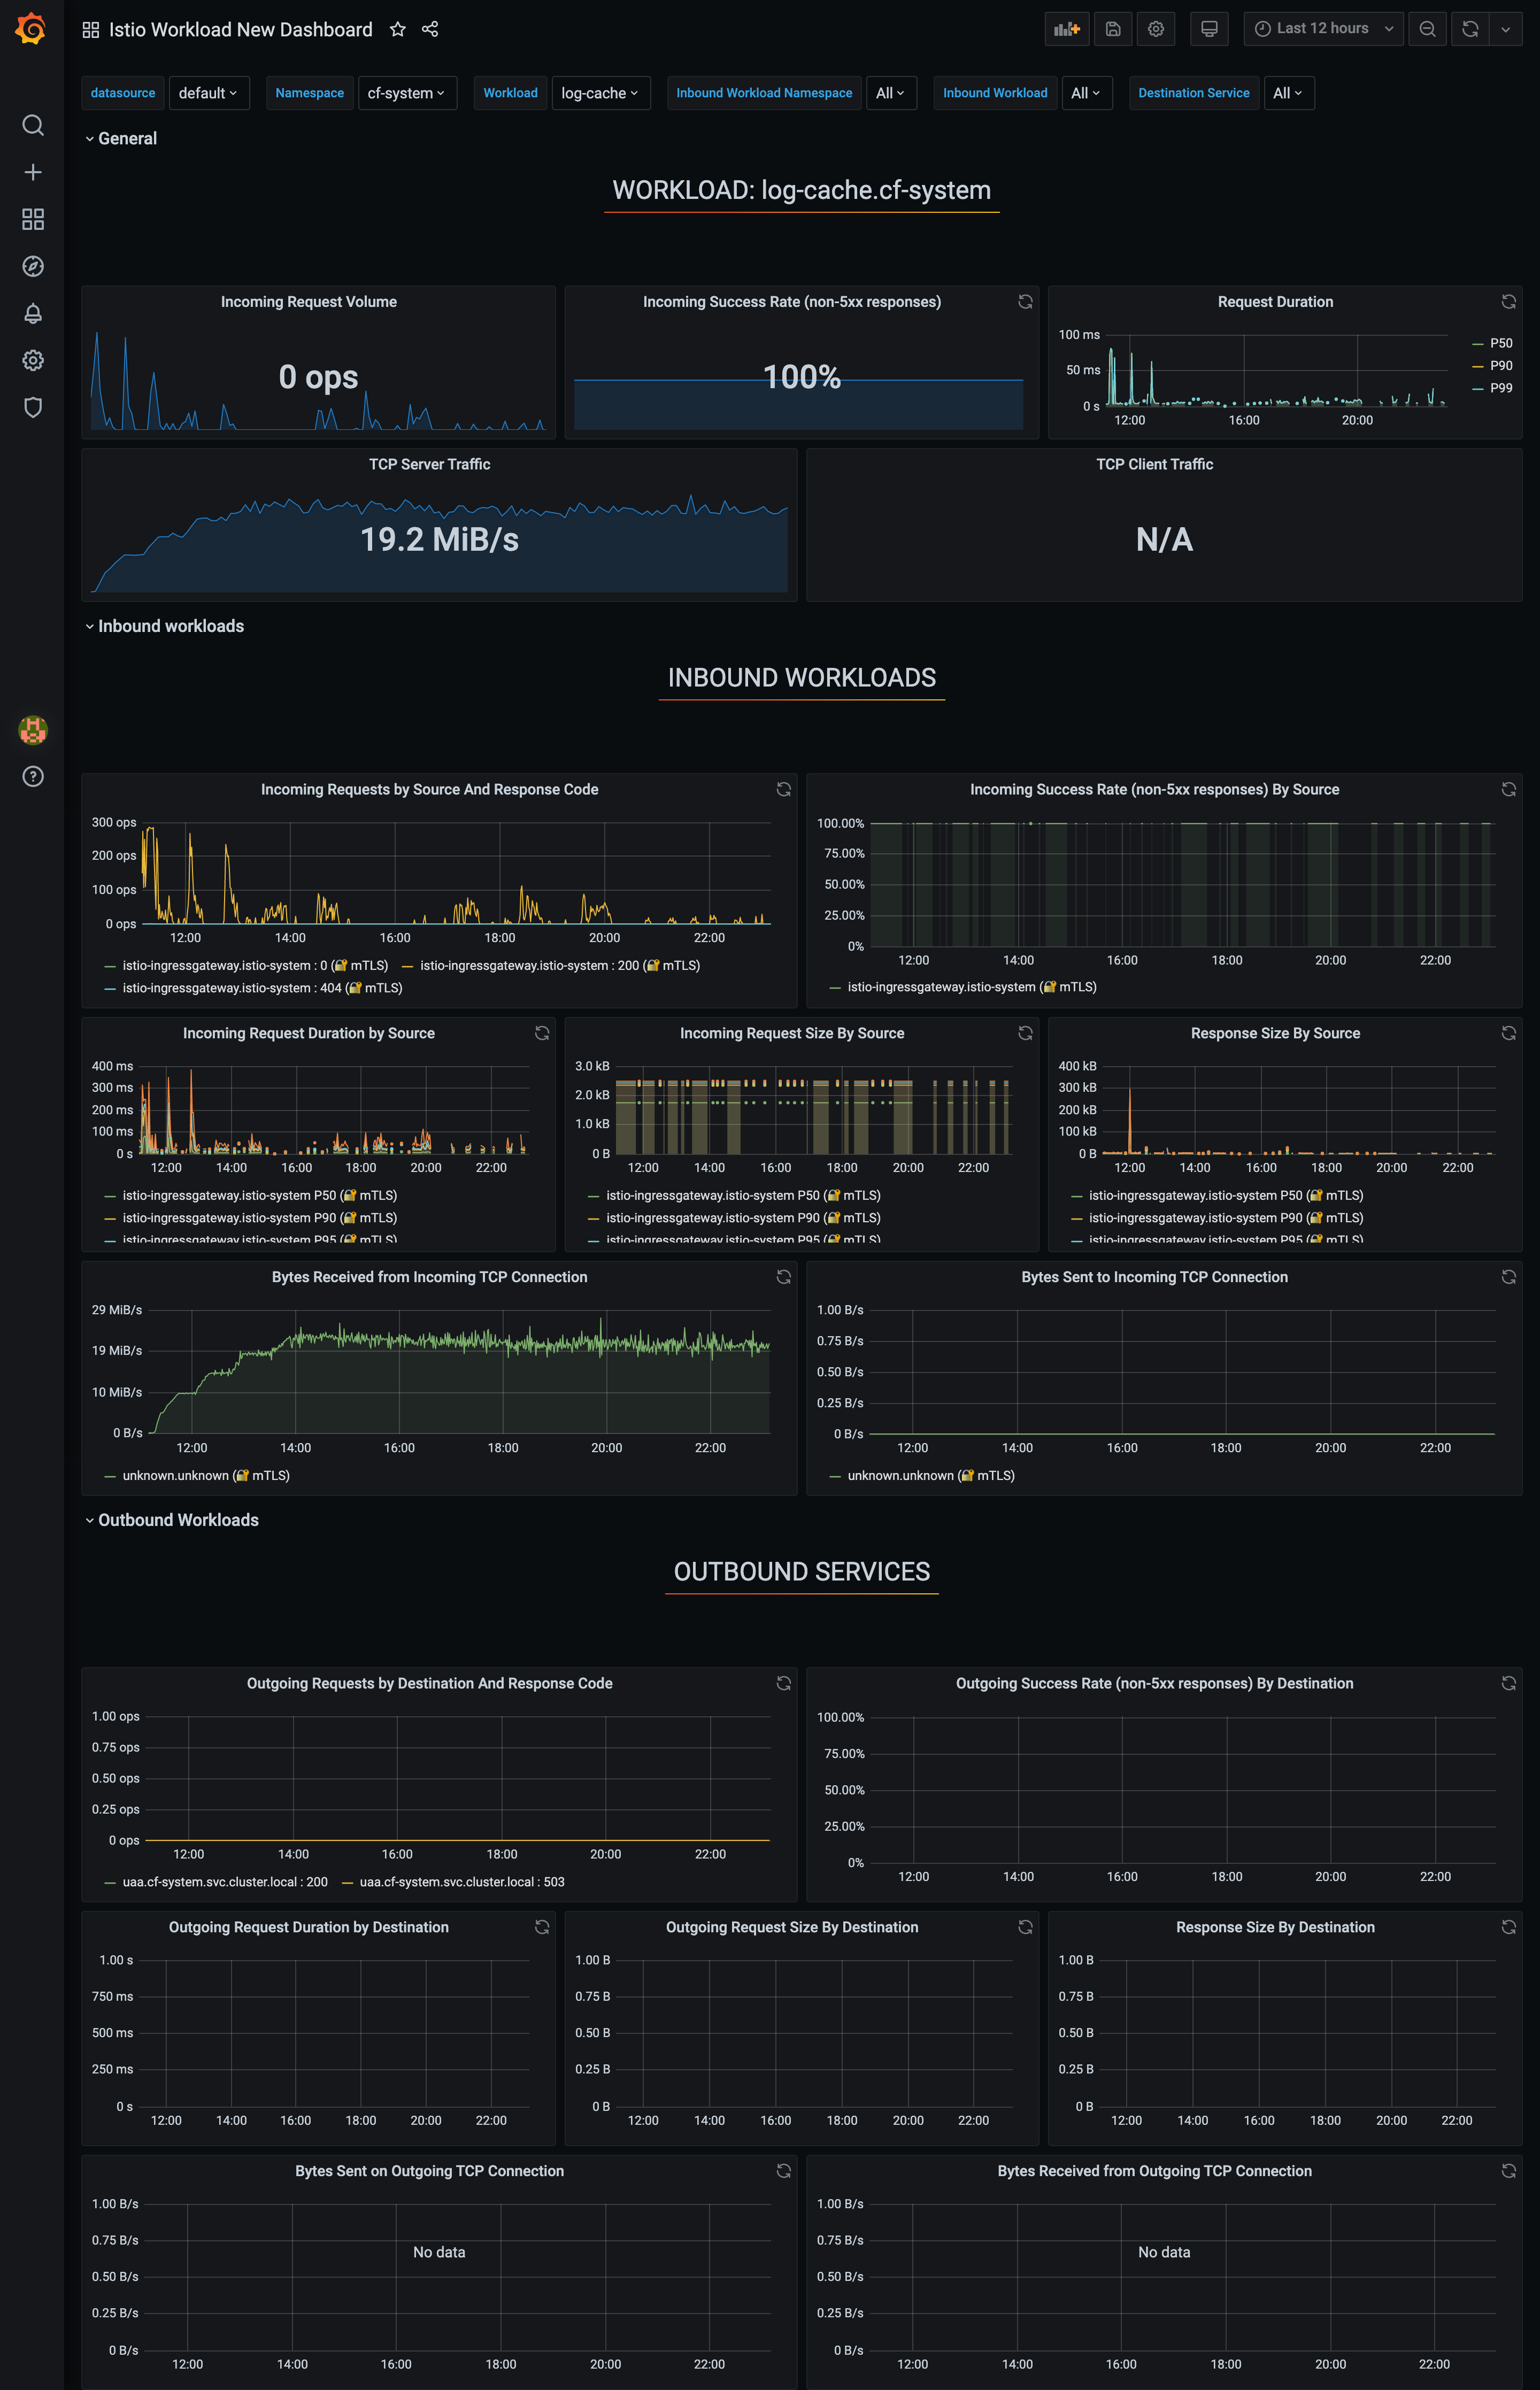 Istio Workload New Dashboard
Last 12 hours
datasource default Namespace cf-system Workload log-cache Inbound Workload Namespace All Inbound Workload All Destination Service All
General
WORKLOAD: log-cache.cf-system
Incoming Request Volume
0 ops
Incoming Success Rate (non-5xx responses)
100%
Request Duration
100 ms
50 ms
0 s
12:00 16:00 20:00
P50
P90
P99
TCP Server Traffic
19.2 MiB/s
TCP Client Traffic
N/A
Inbound workloads
INBOUND WORKLOADS
Incoming Requests by Source And Response Code
300 ops
200 ops
100 ops
0 ops
12:00 14:00 16:00 18:00 20:00 22:00
istio-ingressgateway.istio-system : 0 (🔐 mTLS) istio-ingressgateway.istio-system : 200 (🔐 mTLS)
istio-ingressgateway.istio-system : 404 (🔐 mTLS)
Incoming Success Rate (non-5xx responses) By Source
100.00%
75.00%
50.00%
25.00%
0%
12:00 14:00 16:00 18:00 20:00 22:00
istio-ingressgateway.istio-system (🔐 mTLS)
Incoming Request Duration by Source
400 ms
300 ms
200 ms
100 ms
0 s
12:00 14:00 16:00 18:00 20:00 22:00
istio-ingressgateway.istio-system P50 (🔐 mTLS)
istio-ingressgateway.istio-system P90 (🔐 mTLS)
istio-ingressgateway.istio-system P95 (🔐 mTLS)
Incoming Request Size By Source
3.0 kB
2.0 kB
1.0 kB
0 B
12:00 14:00 16:00 18:00 20:00 22:00
istio-ingressgateway.istio-system P50 (🔐 mTLS)
istio-ingressgateway.istio-system P90 (🔐 mTLS)
istio-ingressgateway.istio-system P95 (🔐 mTLS)
Response Size By Source
400 kB
300 kB
200 kB
100 kB
0 B
12:00 14:00 16:00 18:00 20:00 22:00
istio-ingressgateway.istio-system P50 (🔐 mTLS)
istio-ingressgateway.istio-system P90 (🔐 mTLS)
istio-ingressgateway.istio-system P95 (🔐 mTLS)
Bytes Received from Incoming TCP Connection
29 MiB/s
19 MiB/s
10 MiB/s
0 B/s
12:00 14:00 16:00 18:00 20:00 22:00
unknown.unknown (🔐 mTLS)
Bytes Sent to Incoming TCP Connection
1.00 B/s
0.75 B/s
0.50 B/s
0.25 B/s
0 B/s
12:00 14:00 16:00 18:00 20:00 22:00
unknown.unknown (🔐 mTLS)
Outbound Workloads
OUTBOUND SERVICES
Outgoing Requests by Destination And Response Code
1.00 ops
0.75 ops
0.50 ops
0.25 ops
0 ops
12:00 14:00 16:00 18:00 20:00 22:00
uaa.cf-system.svc.cluster.local : 200 uaa.cf-system.svc.cluster.local : 503
Outgoing Success Rate (non-5xx responses) By Destination
100.00%
75.00%
50.00%
25.00%
0%
12:00 14:00 16:00 18:00 20:00 22:00
Outgoing Request Duration by Destination
1.00 s
750 ms
500 ms
250 ms
0 s
12:00 14:00 16:00 18:00 20:00 22:00
Outgoing Request Size By Destination
1.00 B
0.75 B
0.50 B
0.25 B
0 B
12:00 14:00 16:00 18:00 20:00 22:00
Response Size By Destination
1.00 B
0.75 B
0.50 B
0.25 B
0 B
12:00 14:00 16:00 18:00 20:00 22:00
Bytes Sent on Outgoing TCP Connection
1.00 B/s
0.75 B/s
0.50 B/s
0.25 B/s
0 B/s
No data
12:00 14:00 16:00 18:00 20:00 22:00
Bytes Received from Outgoing TCP Connection
1.00 B/s
0.75 B/s
0.50 B/s
0.25 B/s
0 B/s
No data
12:00 14:00 16:00 18:00 20:00 22:00